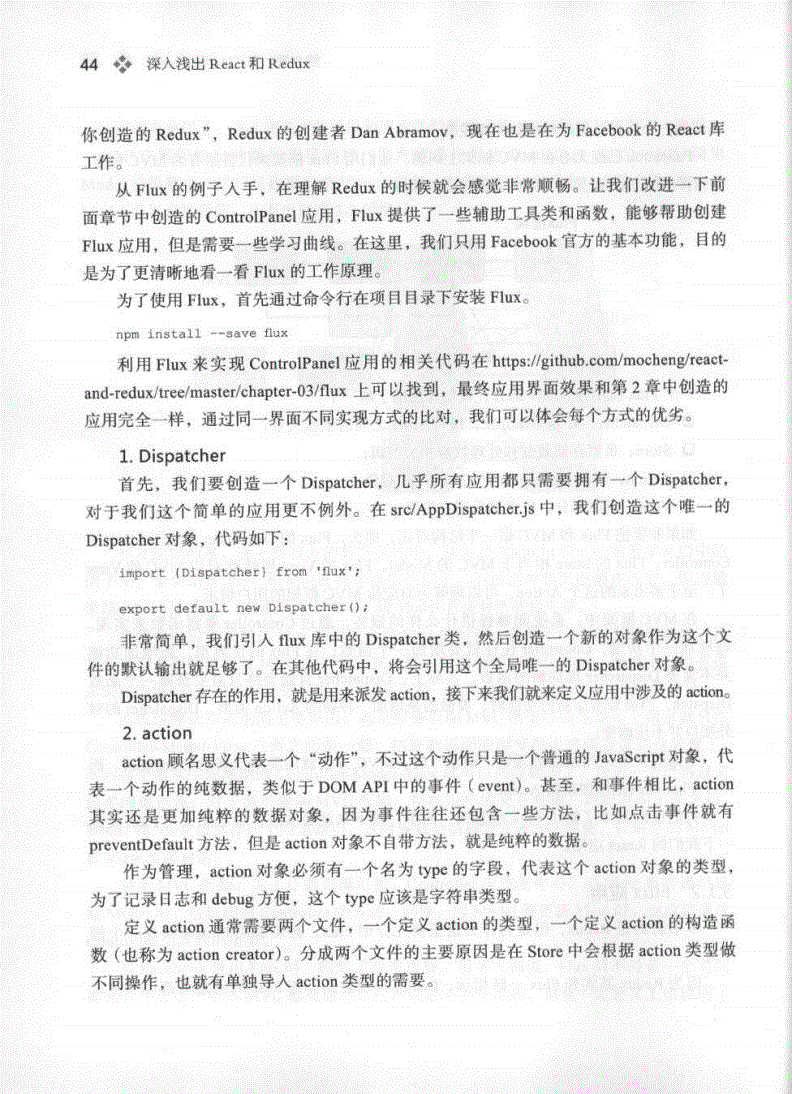 44 深入浅出 React 和 Redux
你创造的 Redux”，Redux 的创建者 Dan Abramov，现在也是在为 Facebook 的 React 库
工作。
从 Flux 的例子入手，在理解 Redux 的时候就会感觉非常顺畅。让我们改进一下前
面章节中创造的 ControlPanel 应用，Flux 提供了一些辅助工具类和函数，能够帮助创建
Flux 应用，但是需要一些学习曲线。在这里，我们只用 Facebook 官方的基本功能，目的
是为了更清晰地看一看 Flux 的工作原理。
为了使用 Flux，首先通过命令行在项目目录下安装 Flux。
npm install --save flux
利用 Flux 来实现 ControlPanel 应用的相关代码在 https://github.com/mocheng/react-
and-redux/tree/master/chapter-03/flux 上可以找到，最终应用界面效果和第 2 章中创造的
应用完全一样，通过同一界面不同实现方式的比对，我们可以体会每个方式的优劣。
1. Dispatcher
首先，我们要创造一个 Dispatcher，几乎所有应用都只需要拥有一个 Dispatcher，
对于我们这个简单的应用更不例外。在 src/AppDispatcher.js 中，我们创造这个唯一的
Dispatcher 对象，代码如下：
import {Dispatcher} from 'flux';
export default new Dispatcher();
非常简单，我们引入 flux 库中的 Dispatcher 类，然后创造一个新的对象作为这个文
件的默认输出就足够了。在其他代码中，将会引用这个全局唯一的 Dispatcher 对象。
Dispatcher 存在的作用，就是用来派发 action，接下来我们就来定义应用中涉及的 action。
2. action
action 顾名思义代表一个“动作”，不过这个动作只是一个普通的 JavaScript 对象，代
表一个动作的纯数据，类似于 DOM API 中的事件（event）。甚至，和事件相比，action
其实还是更加纯粹的数据对象，因为事件往往还包含一些方法，比如点击事件就有
preventDefault 方法，但是 action 对象不自带方法，就是纯粹的数据。
作为管理，action 对象必须有一个名为 type 的字段，代表这个 action 对象的类型，
为了记录日志和 debug 方便，这个 type 应该是字符串类型。
定义 action 通常需要两个文件，一个定义 action 的类型，一个定义 action 的构造函
数（也称为 action creator）。分成两个文件的主要原因是在 Store 中会根据 action 类型做
不同操作，也就有单独导入 action 类型的需要。